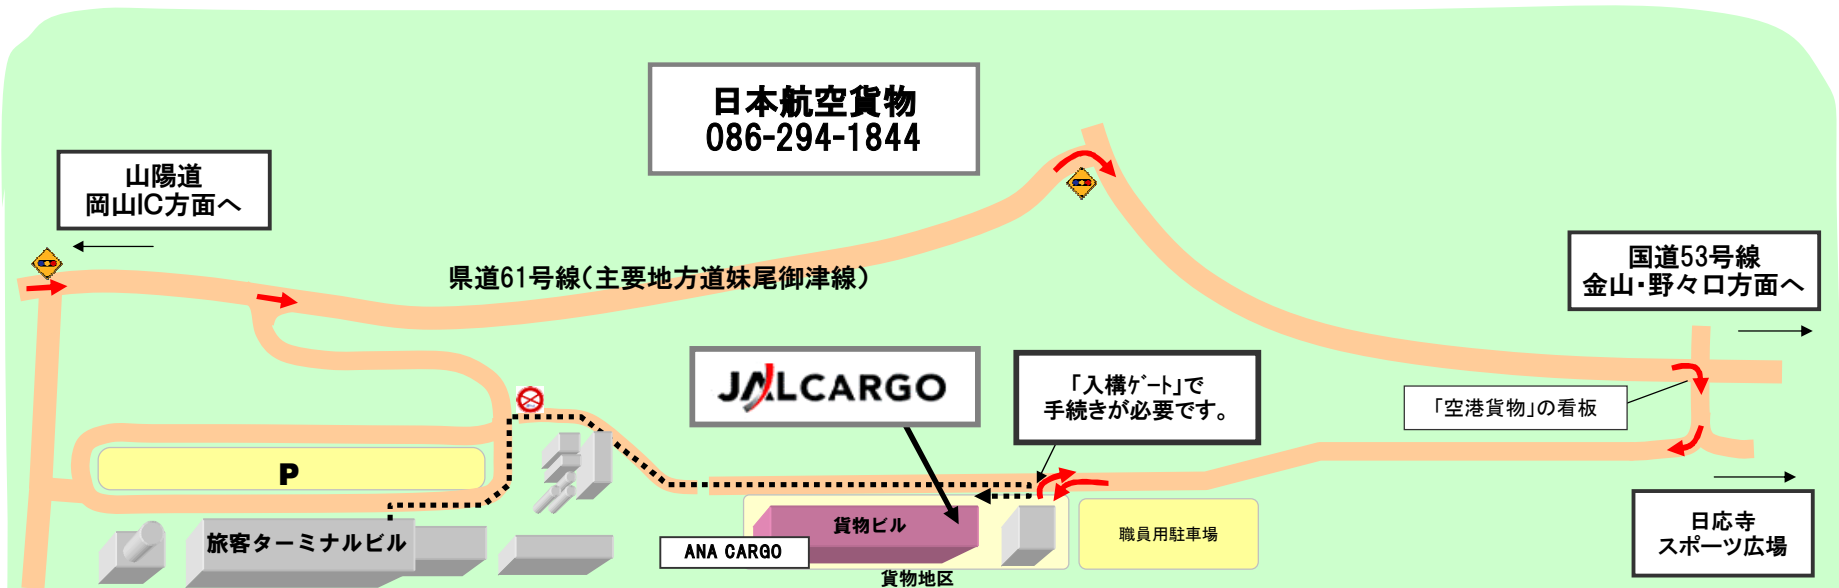 日本航空貨物
086-294-1844
山陽道
岡山IC方面へ
県道61号線(主要地方道妹尾御津線)
国道53号線
金山・野々口方面へ
JALCARGO
「入構ｹﾞｰﾄ」で
手続きが必要です。
「空港貨物」の看板
P
貨物ビル
旅客ターミナルビル
ANA CARGO
職員用駐車場
日応寺
スポーツ広場
貨物地区